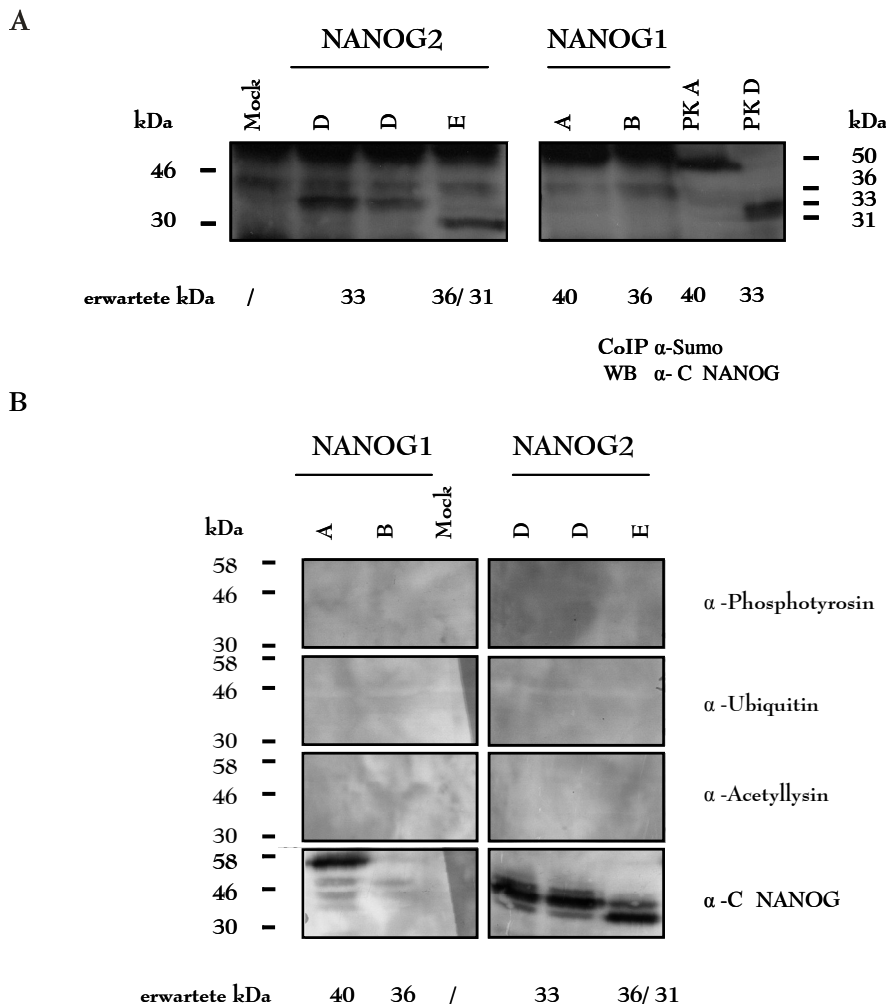 A
NANOG2 NANOG1
kDa Mock D D E A B PK A PK D kDa
46
30
50
36
33
31
erwartete kDa / 33 36/ 31 40 36 40 33
CoIP α-Sumo
WB α- C NANOG
B
NANOG1 NANOG2
kDa A B Mock D D E
58
46
30
α -Phosphotyrosin
58
46
30
α -Ubiquitin
58
46
30
α -Acetyllysin
58
46
30
α -C NANOG
erwartete kDa 40 36 / 33 36/ 31